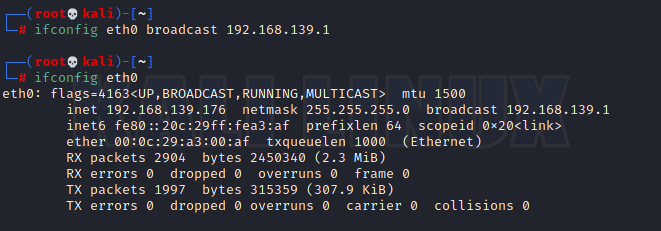 ┌──(root💀kali)-[~]
└─# ifconfig eth0 broadcast 192.168.139.1
┌──(root💀kali)-[~]
└─# ifconfig eth0
eth0: flags=4163<UP,BROADCAST,RUNNING,MULTICAST>  mtu 1500
        inet 192.168.139.176  netmask 255.255.255.0  broadcast 192.168.139.1
        inet6 fe80::20c:29ff:fea3:af  prefixlen 64  scopeid 0×20<link>
        ether 00:0c:29:a3:00:af  txqueuelen 1000  (Ethernet)
        RX packets 2904  bytes 2450340 (2.3 MiB)
        RX errors 0  dropped 0  overruns 0  frame 0
        TX packets 1997  bytes 315359 (307.9 KiB)
        TX errors 0  dropped 0 overruns 0  carrier 0  collisions 0
KALI LINUX